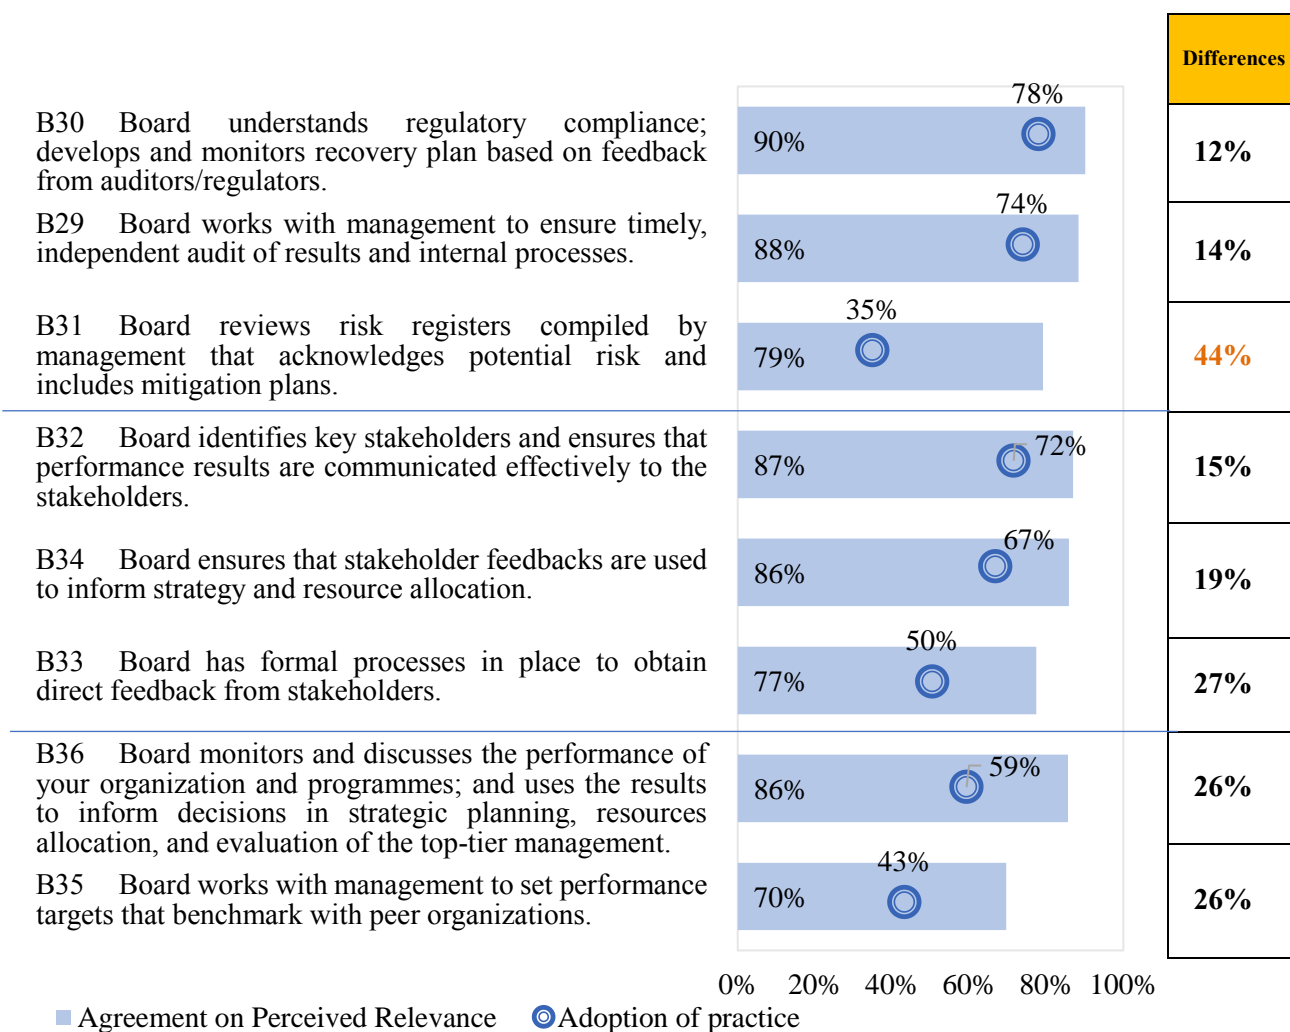 Differences
B30 Board understands regulatory compliance;
develops and monitors recovery plan based on feedback
from auditors/regulators.
90%
78%
12%
B29 Board works with management to ensure timely,
independent audit of results and internal processes.
88%
74%
14%
B31 Board reviews risk registers compiled by
management that acknowledges potential risk and
includes mitigation plans.
79%
35%
44%
B32 Board identifies key stakeholders and ensures that
performance results are communicated effectively to the
stakeholders.
87%
72%
15%
B34 Board ensures that stakeholder feedbacks are used
to inform strategy and resource allocation.
86%
67%
19%
B33 Board has formal processes in place to obtain
direct feedback from stakeholders.
77%
50%
27%
B36 Board monitors and discusses the performance of
your organization and programmes; and uses the results
to inform decisions in strategic planning, resources
allocation, and evaluation of the top-tier management.
86%
59%
26%
B35 Board works with management to set performance
targets that benchmark with peer organizations.
70%
43%
26%
0% 20% 40% 60% 80% 100%
Agreement on Perceived Relevance Adoption of practice